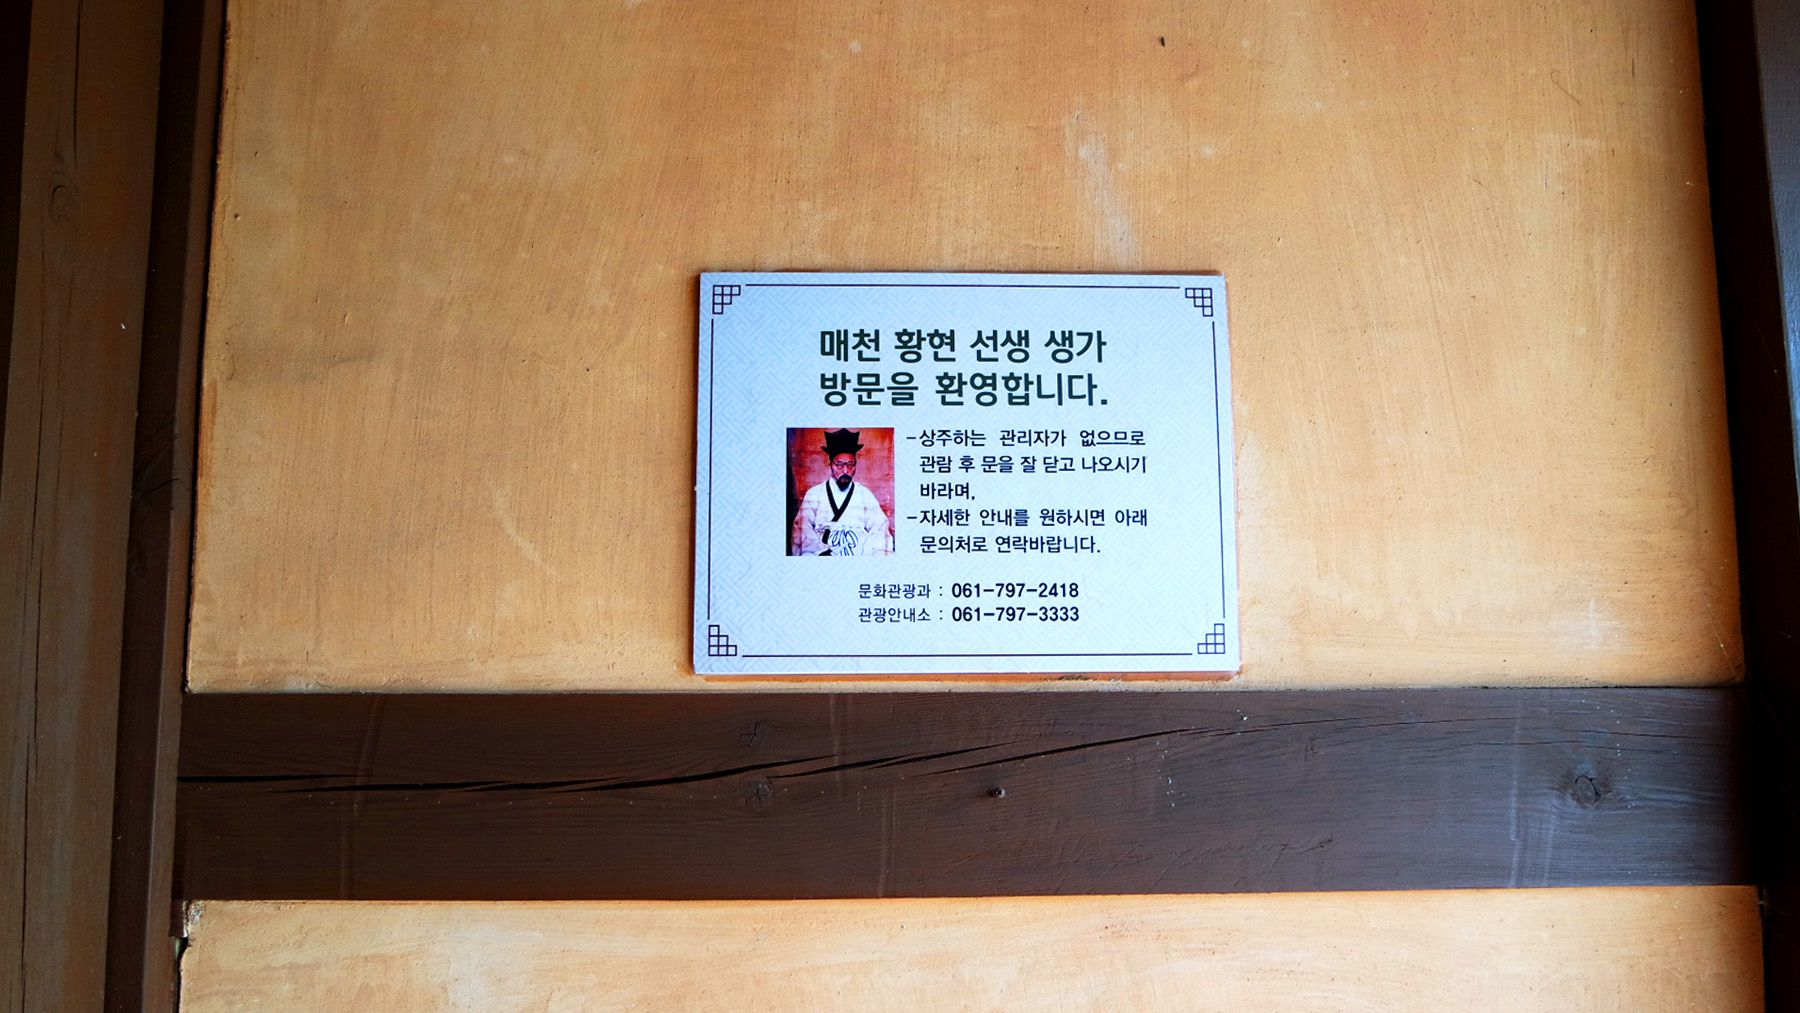 매천 황현 선생 생가
방문을 환영합니다.
-상주하는 관리자가 없으므로
관람 후 문을 잘 닫고 나오시기
바라며,
-자세한 안내를 원하시면 아래
문의처로 연락바랍니다.
문화관광과 : 061-797-2418
관광안내소 : 061-797-3333